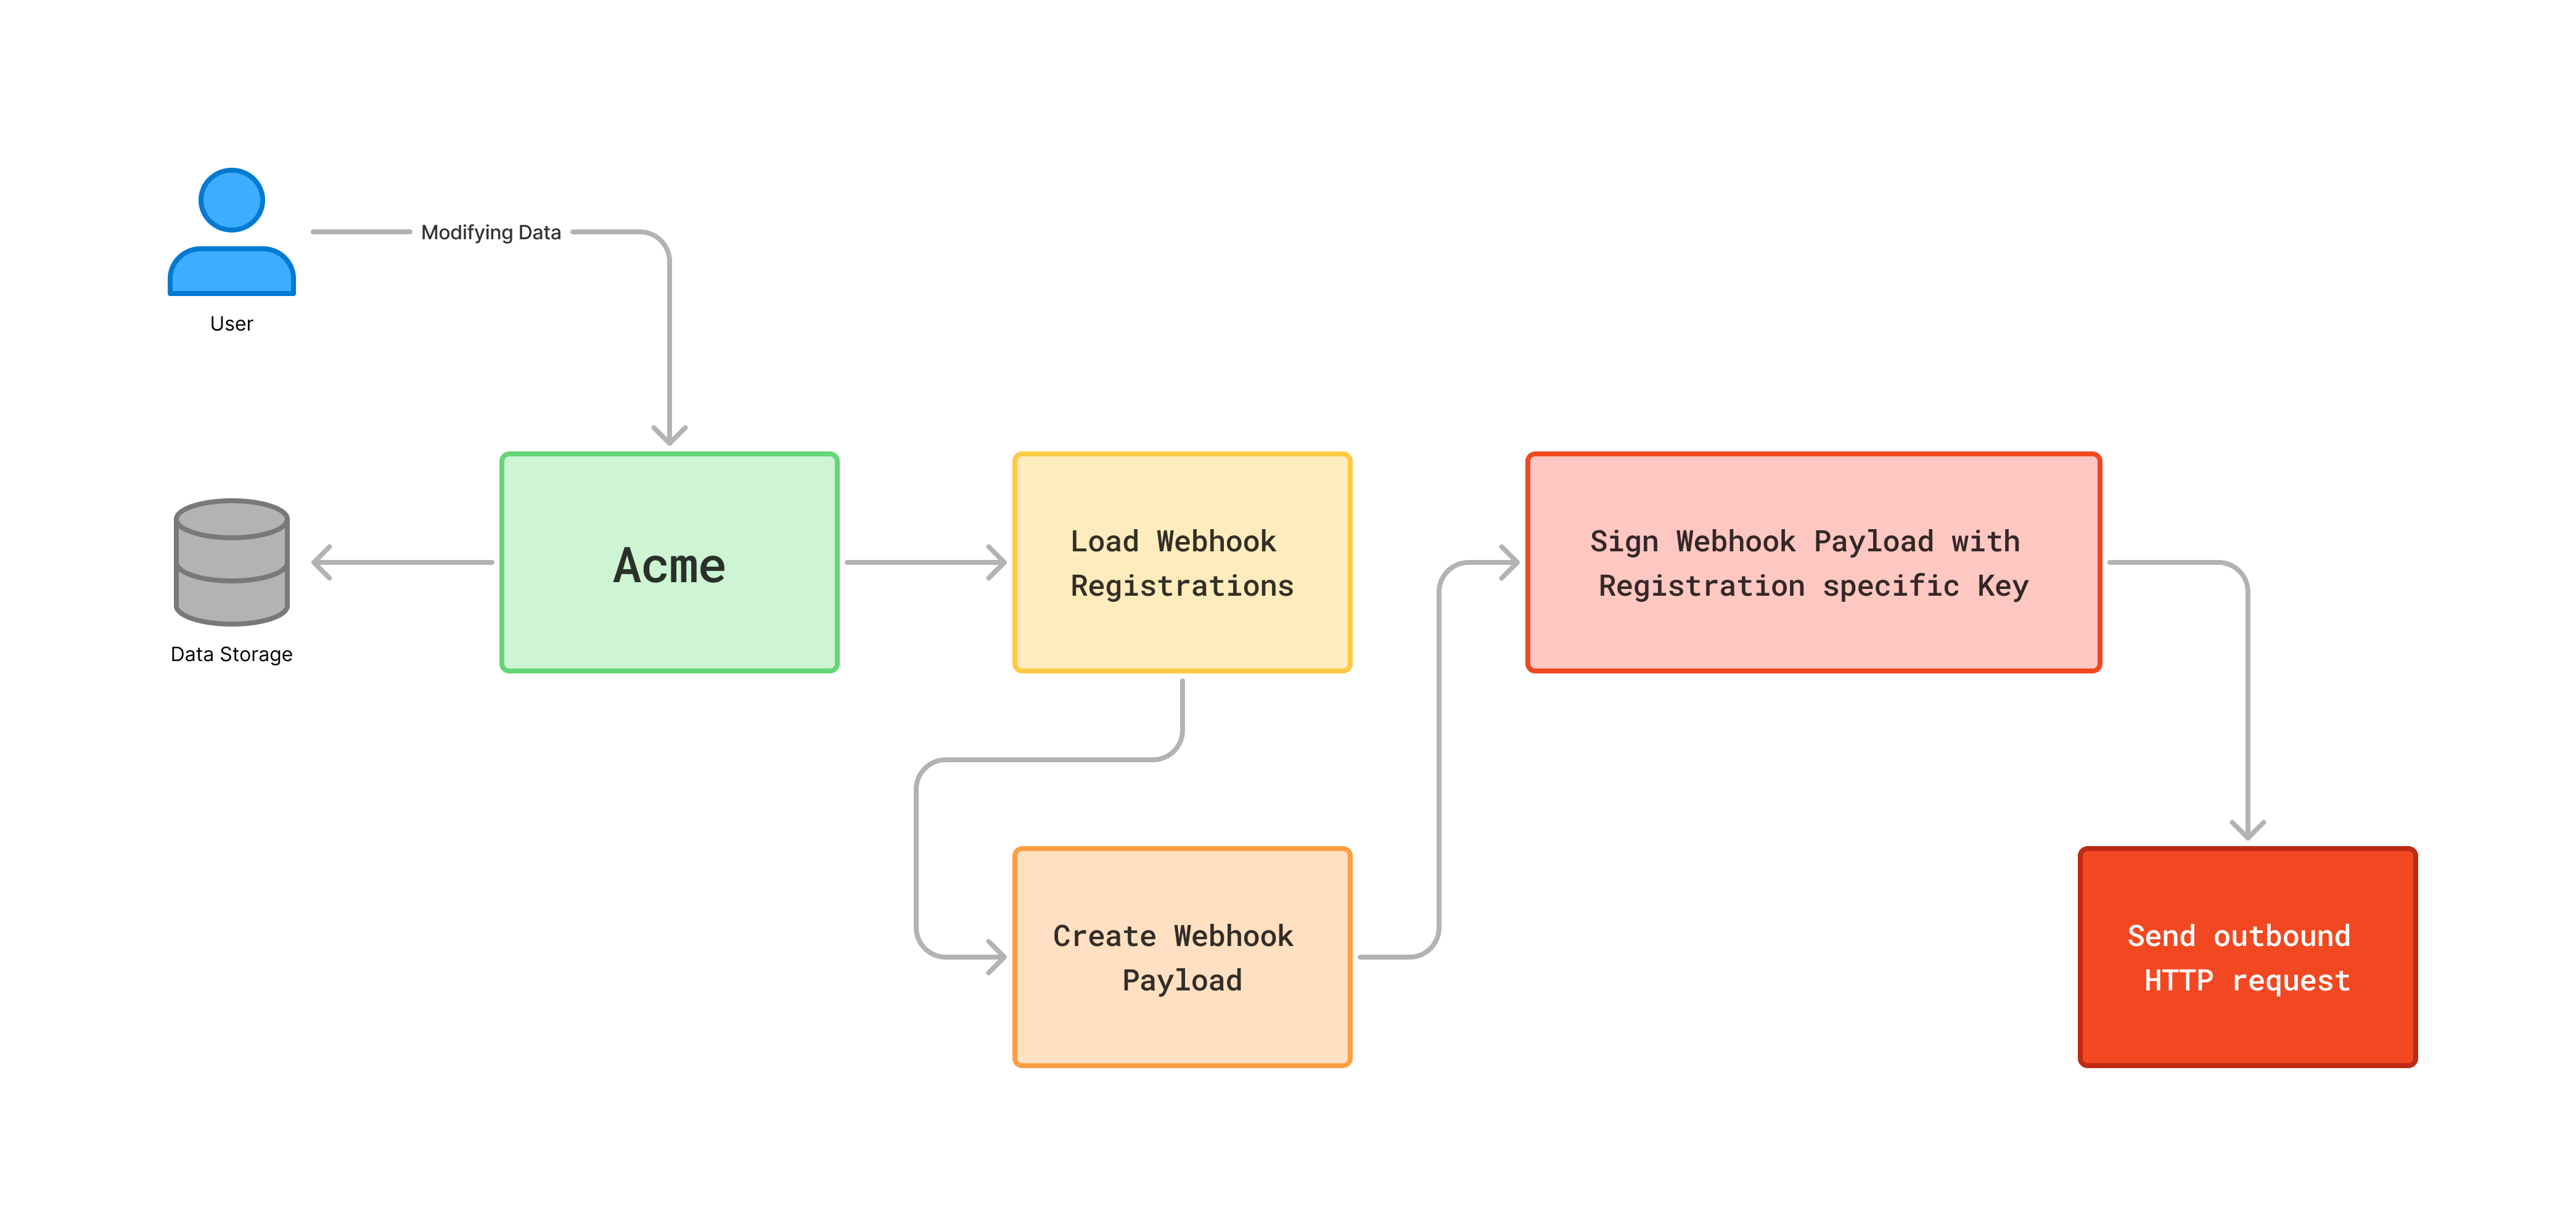 Modifying Data
User
Acme
Data Storage
Load Webhook
Registrations
Create Webhook
Payload
Sign Webhook Payload with
Registration specific Key
Send outbound
HTTP request